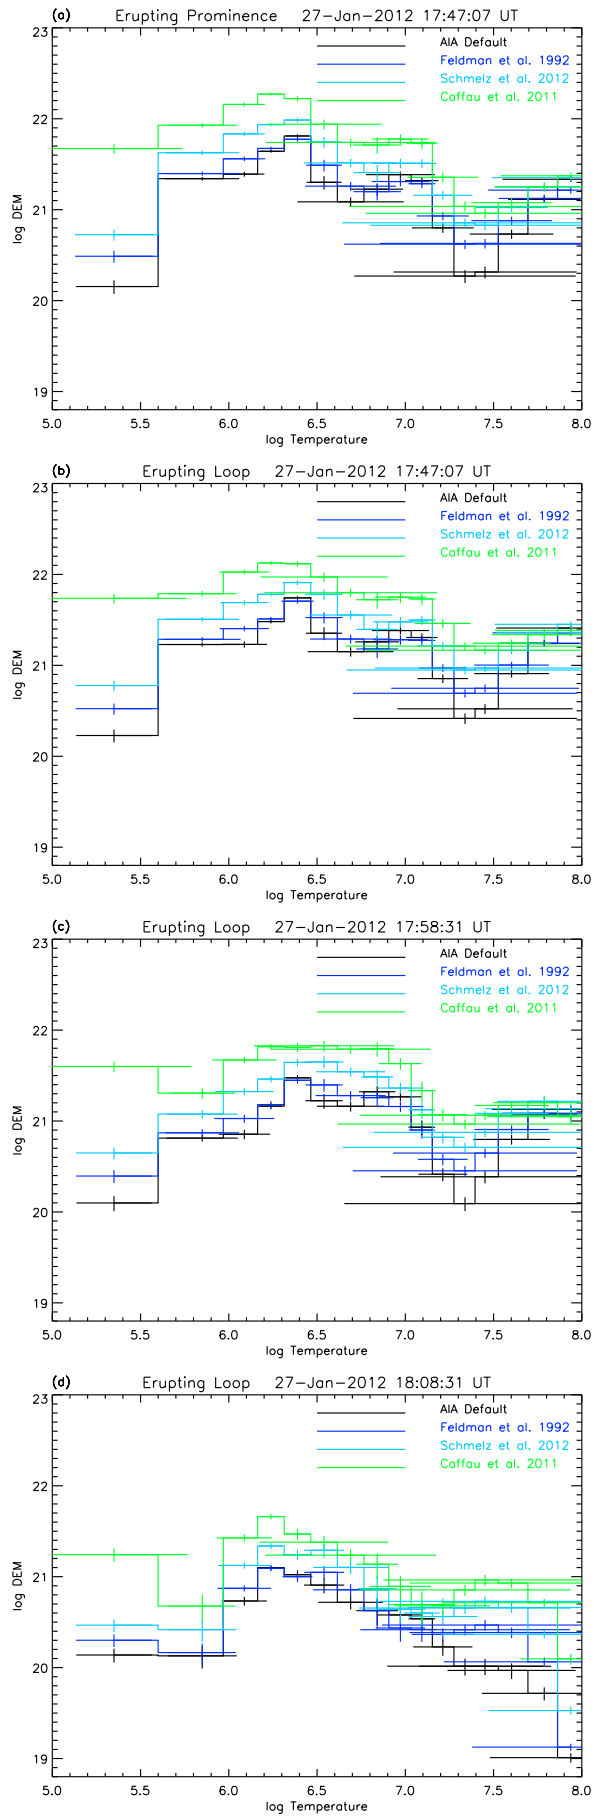 (a) Erupting Prominence 27-Jan-2012 17:47:07 UT
AIA Default
Feldman et al. 1992
Schmelz et al. 2012
Caffau et al. 2011
23
22
21
20
19
log DEM
5.0 5.5 6.0 6.5 7.0 7.5 8.0
log Temperature
(b) Erupting Loop 27-Jan-2012 17:47:07 UT
AIA Default
Feldman et al. 1992
Schmelz et al. 2012
Caffau et al. 2011
23
22
21
20
19
log DEM
5.0 5.5 6.0 6.5 7.0 7.5 8.0
log Temperature
(c) Erupting Loop 27-Jan-2012 17:58:31 UT
AIA Default
Feldman et al. 1992
Schmelz et al. 2012
Caffau et al. 2011
23
22
21
20
19
log DEM
5.0 5.5 6.0 6.5 7.0 7.5 8.0
log Temperature
(d) Erupting Loop 27-Jan-2012 18:08:31 UT
AIA Default
Feldman et al. 1992
Schmelz et al. 2012
Caffau et al. 2011
23
22
21
20
19
log DEM
5.0 5.5 6.0 6.5 7.0 7.5 8.0
log Temperature